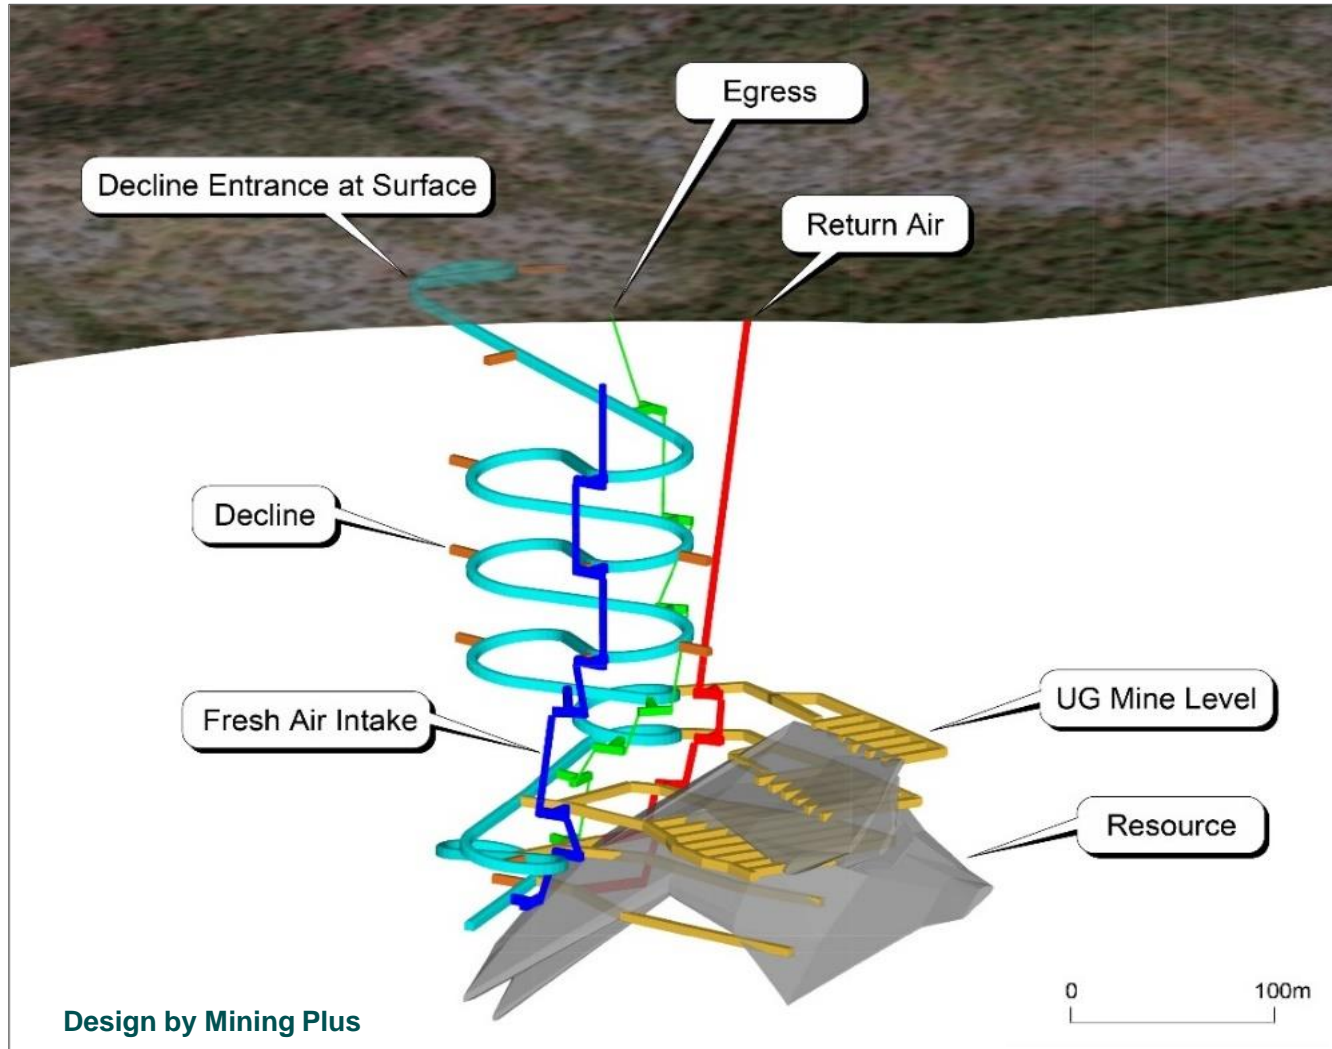 Egress
Decline Entrance at Surface
Return Air
Decline
Fresh Air Intake
UG Mine Level
Resource
0 100m
Design by Mining Plus